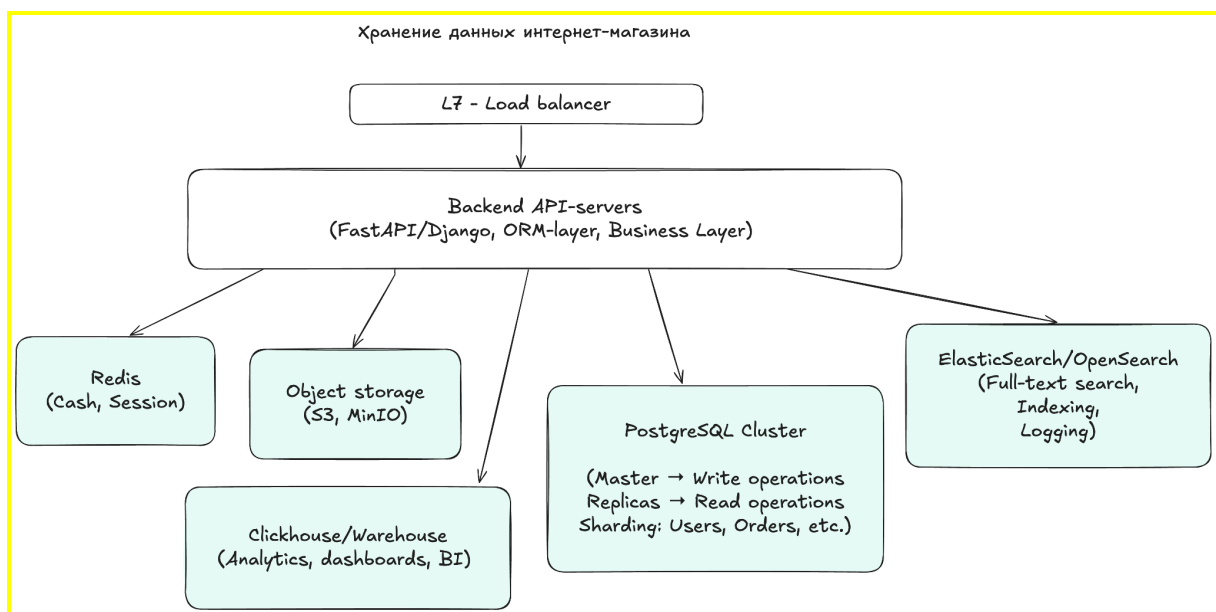 Хранение данных интернет-магазина
L7 - Load balancer
Backend API-servers
(FastAPI/Django, ORM-layer, Business Layer)
Redis
(Cash, Session)
Object storage
(S3, MinIO)
Clickhouse/Warehouse
(Analytics, dashboards, BI)
PostgreSQL Cluster
(Master → Write operations
Replicas → Read operations
Sharding: Users, Orders, etc.)
ElasticSearch/OpenSearch
(Full-text search,
Indexing,
Logging)